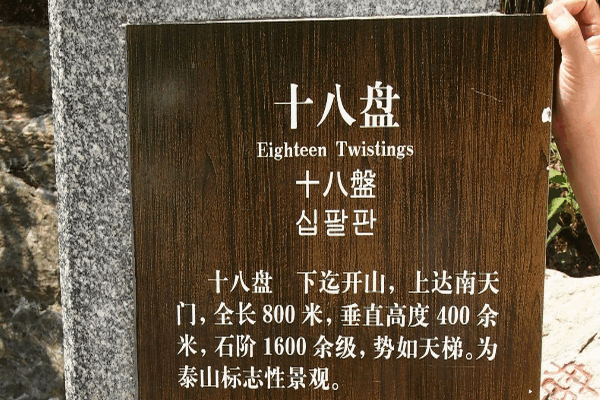 十八盘
Eighteen Twistings
十八盤
십팔판
十八盘　下迄开山，上达南天
门，全长 800 米，垂直高度 400 余
米，石阶 1600 余级，势如天梯。为
泰山标志性景观。